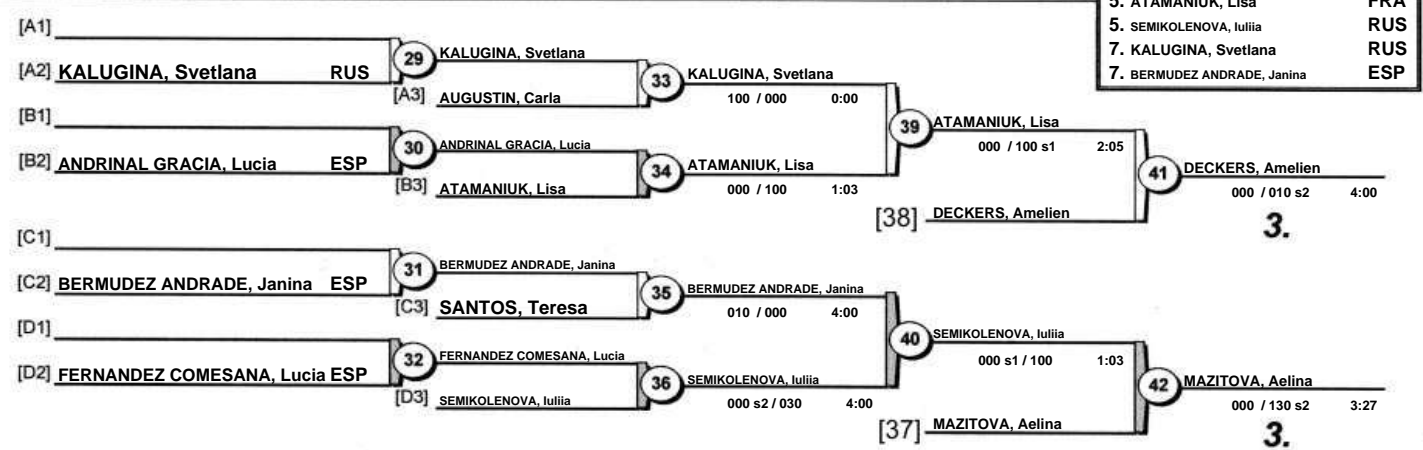 5. ATAMANIUK, Lisa FRA
5. SEMIKOLENOVA, Iuliia RUS
7. KALUGINA, Svetlana RUS
7. BERMUDEZ ANDRADE, Janina ESP
[A1]
[A2] KALUGINA, Svetlana RUS
29
KALUGINA, Svetlana
[A3] AUGUSTIN, Carla
33
KALUGINA, Svetlana
100 / 000 0:00
[B1]
[B2] ANDRINAL GRACIA, Lucia ESP
30
ANDRINAL GRACIA, Lucia
[B3] ATAMANIUK, Lisa
34
ATAMANIUK, Lisa
000 / 100 1:03
39
ATAMANIUK, Lisa
000 / 100 s1 2:05
[38] DECKERS, Amelien
41
DECKERS, Amelien
000 / 010 s2 4:00
3.
[C1]
[C2] BERMUDEZ ANDRADE, Janina ESP
31
BERMUDEZ ANDRADE, Janina
[C3] SANTOS, Teresa
35
BERMUDEZ ANDRADE, Janina
010 / 000 4:00
[D1]
[D2] FERNANDEZ COMESANA, Lucia ESP
32
FERNANDEZ COMESANA, Lucia
[D3] SEMIKOLENOVA, Iuliia
36
SEMIKOLENOVA, Iuliia
000 s2 / 030 4:00
40
SEMIKOLENOVA, Iuliia
000 s1 / 100 1:03
[37] MAZITOVA, Aelina
42
MAZITOVA, Aelina
000 / 130 s2 3:27
3.